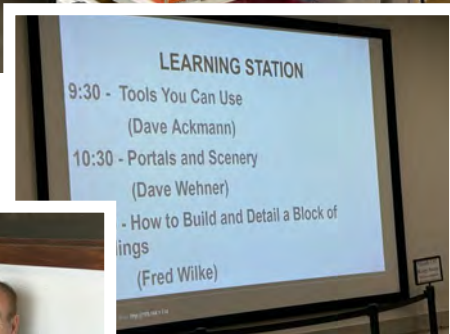 LEARNING STATION
9:30 - Tools You Can Use
(Dave Ackmann)
10:30 - Portals and Scenery
(Dave Wehner)
- How to Build and Detail a Block of
ings
(Fred Wilke)